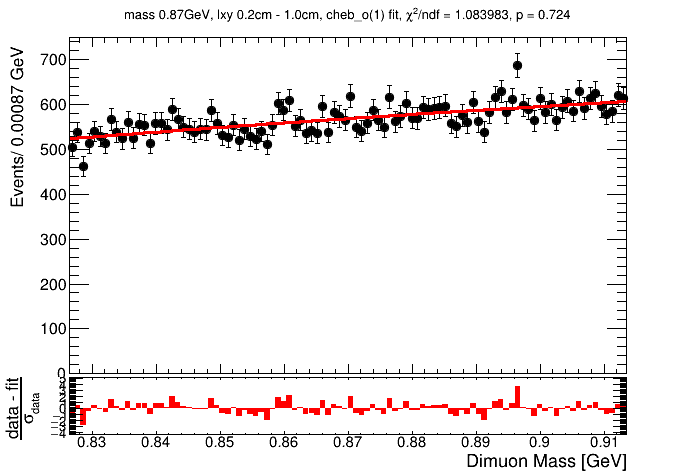 mass 0.87GeV, lxy 0.2cm - 1.0cm, cheb_o(1) fit, χ²/ndf = 1.083983, p = 0.724
Events/ 0.00087 GeV
700
600
500
400
300
200
100
0
data - fit
σdata
0.83 0.84 0.85 0.86 0.87 0.88 0.89 0.9 0.91
Dimuon Mass [GeV]